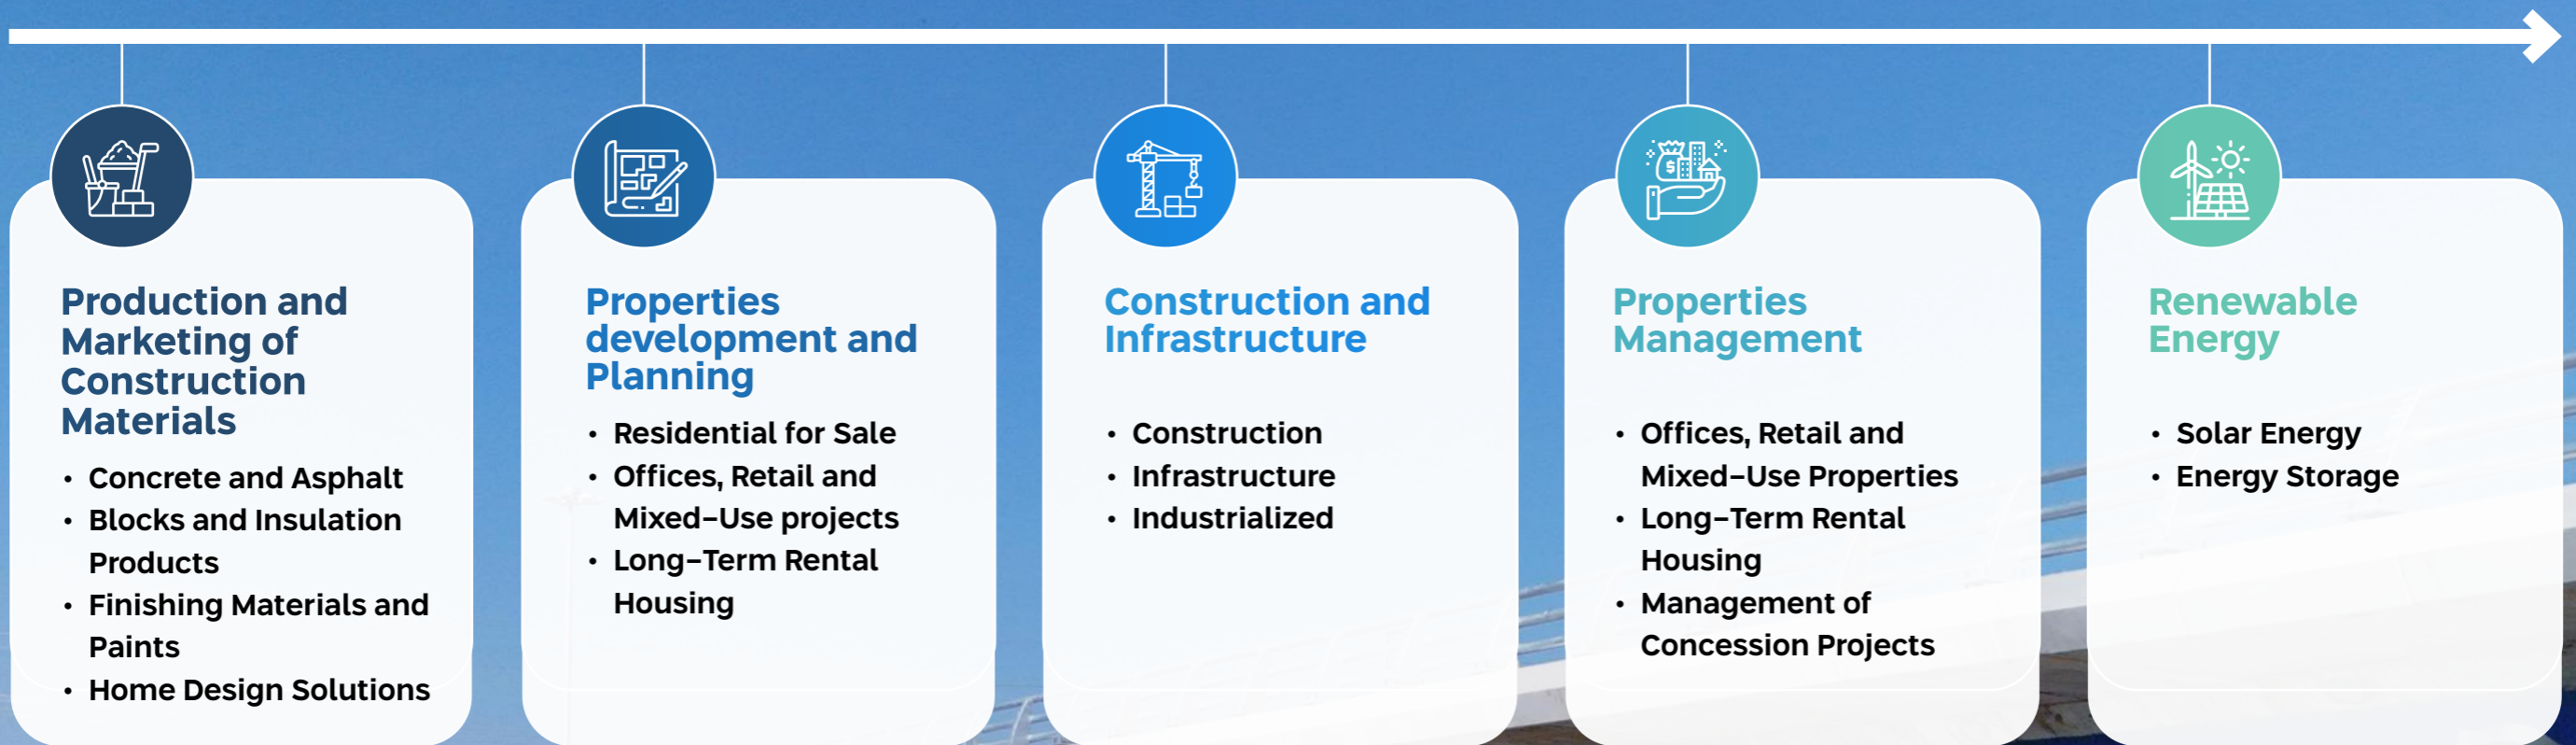 Production and
Marketing of
Construction
Materials
• Concrete and Asphalt
• Blocks and Insulation
Products
• Finishing Materials and
Paints
• Home Design Solutions
Properties
development and
Planning
• Residential for Sale
• Offices, Retail and
Mixed-Use projects
• Long-Term Rental
Housing
Construction and
Infrastructure
• Construction
• Infrastructure
• Industrialized
Properties
Management
• Offices, Retail and
Mixed-Use Properties
• Long-Term Rental
Housing
• Management of
Concession Projects
Renewable
Energy
• Solar Energy
• Energy Storage